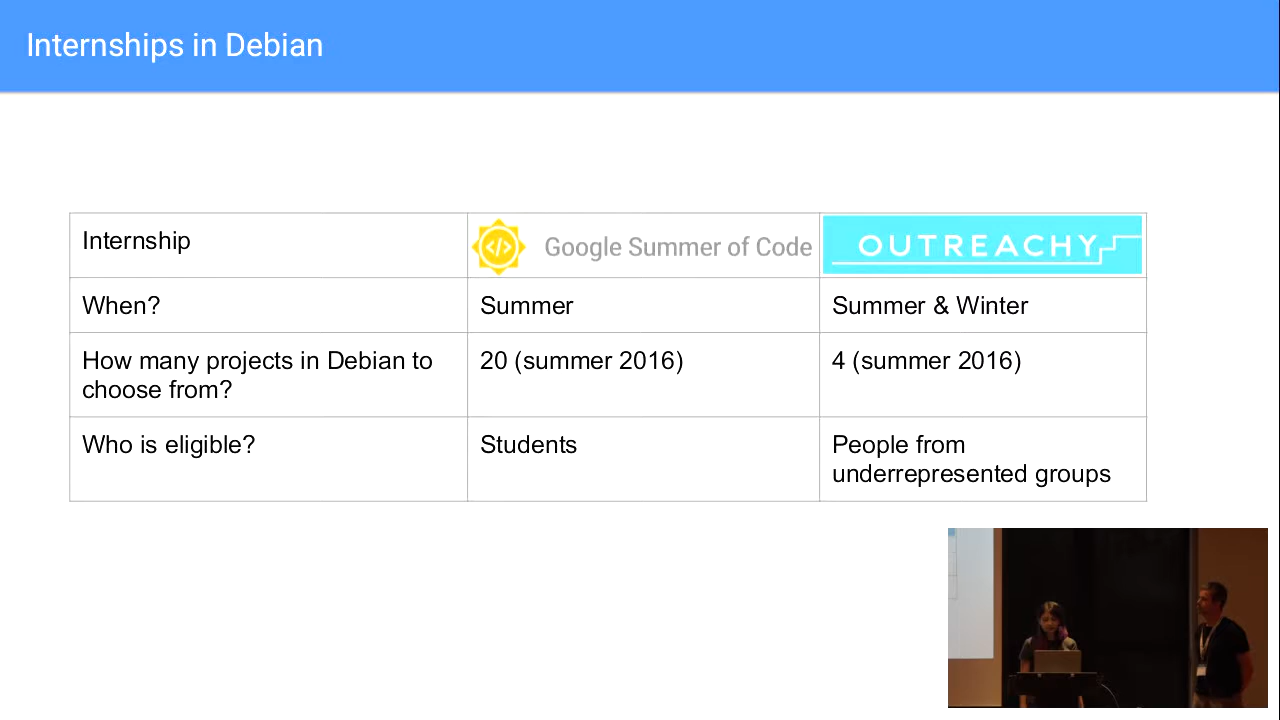 Internships in Debian
Internship
</> Google Summer of Code
OUTREACHY
When?
Summer
Summer & Winter
How many projects in Debian to
choose from?
20 (summer 2016)
4 (summer 2016)
Who is eligible?
Students
People from
underrepresented groups